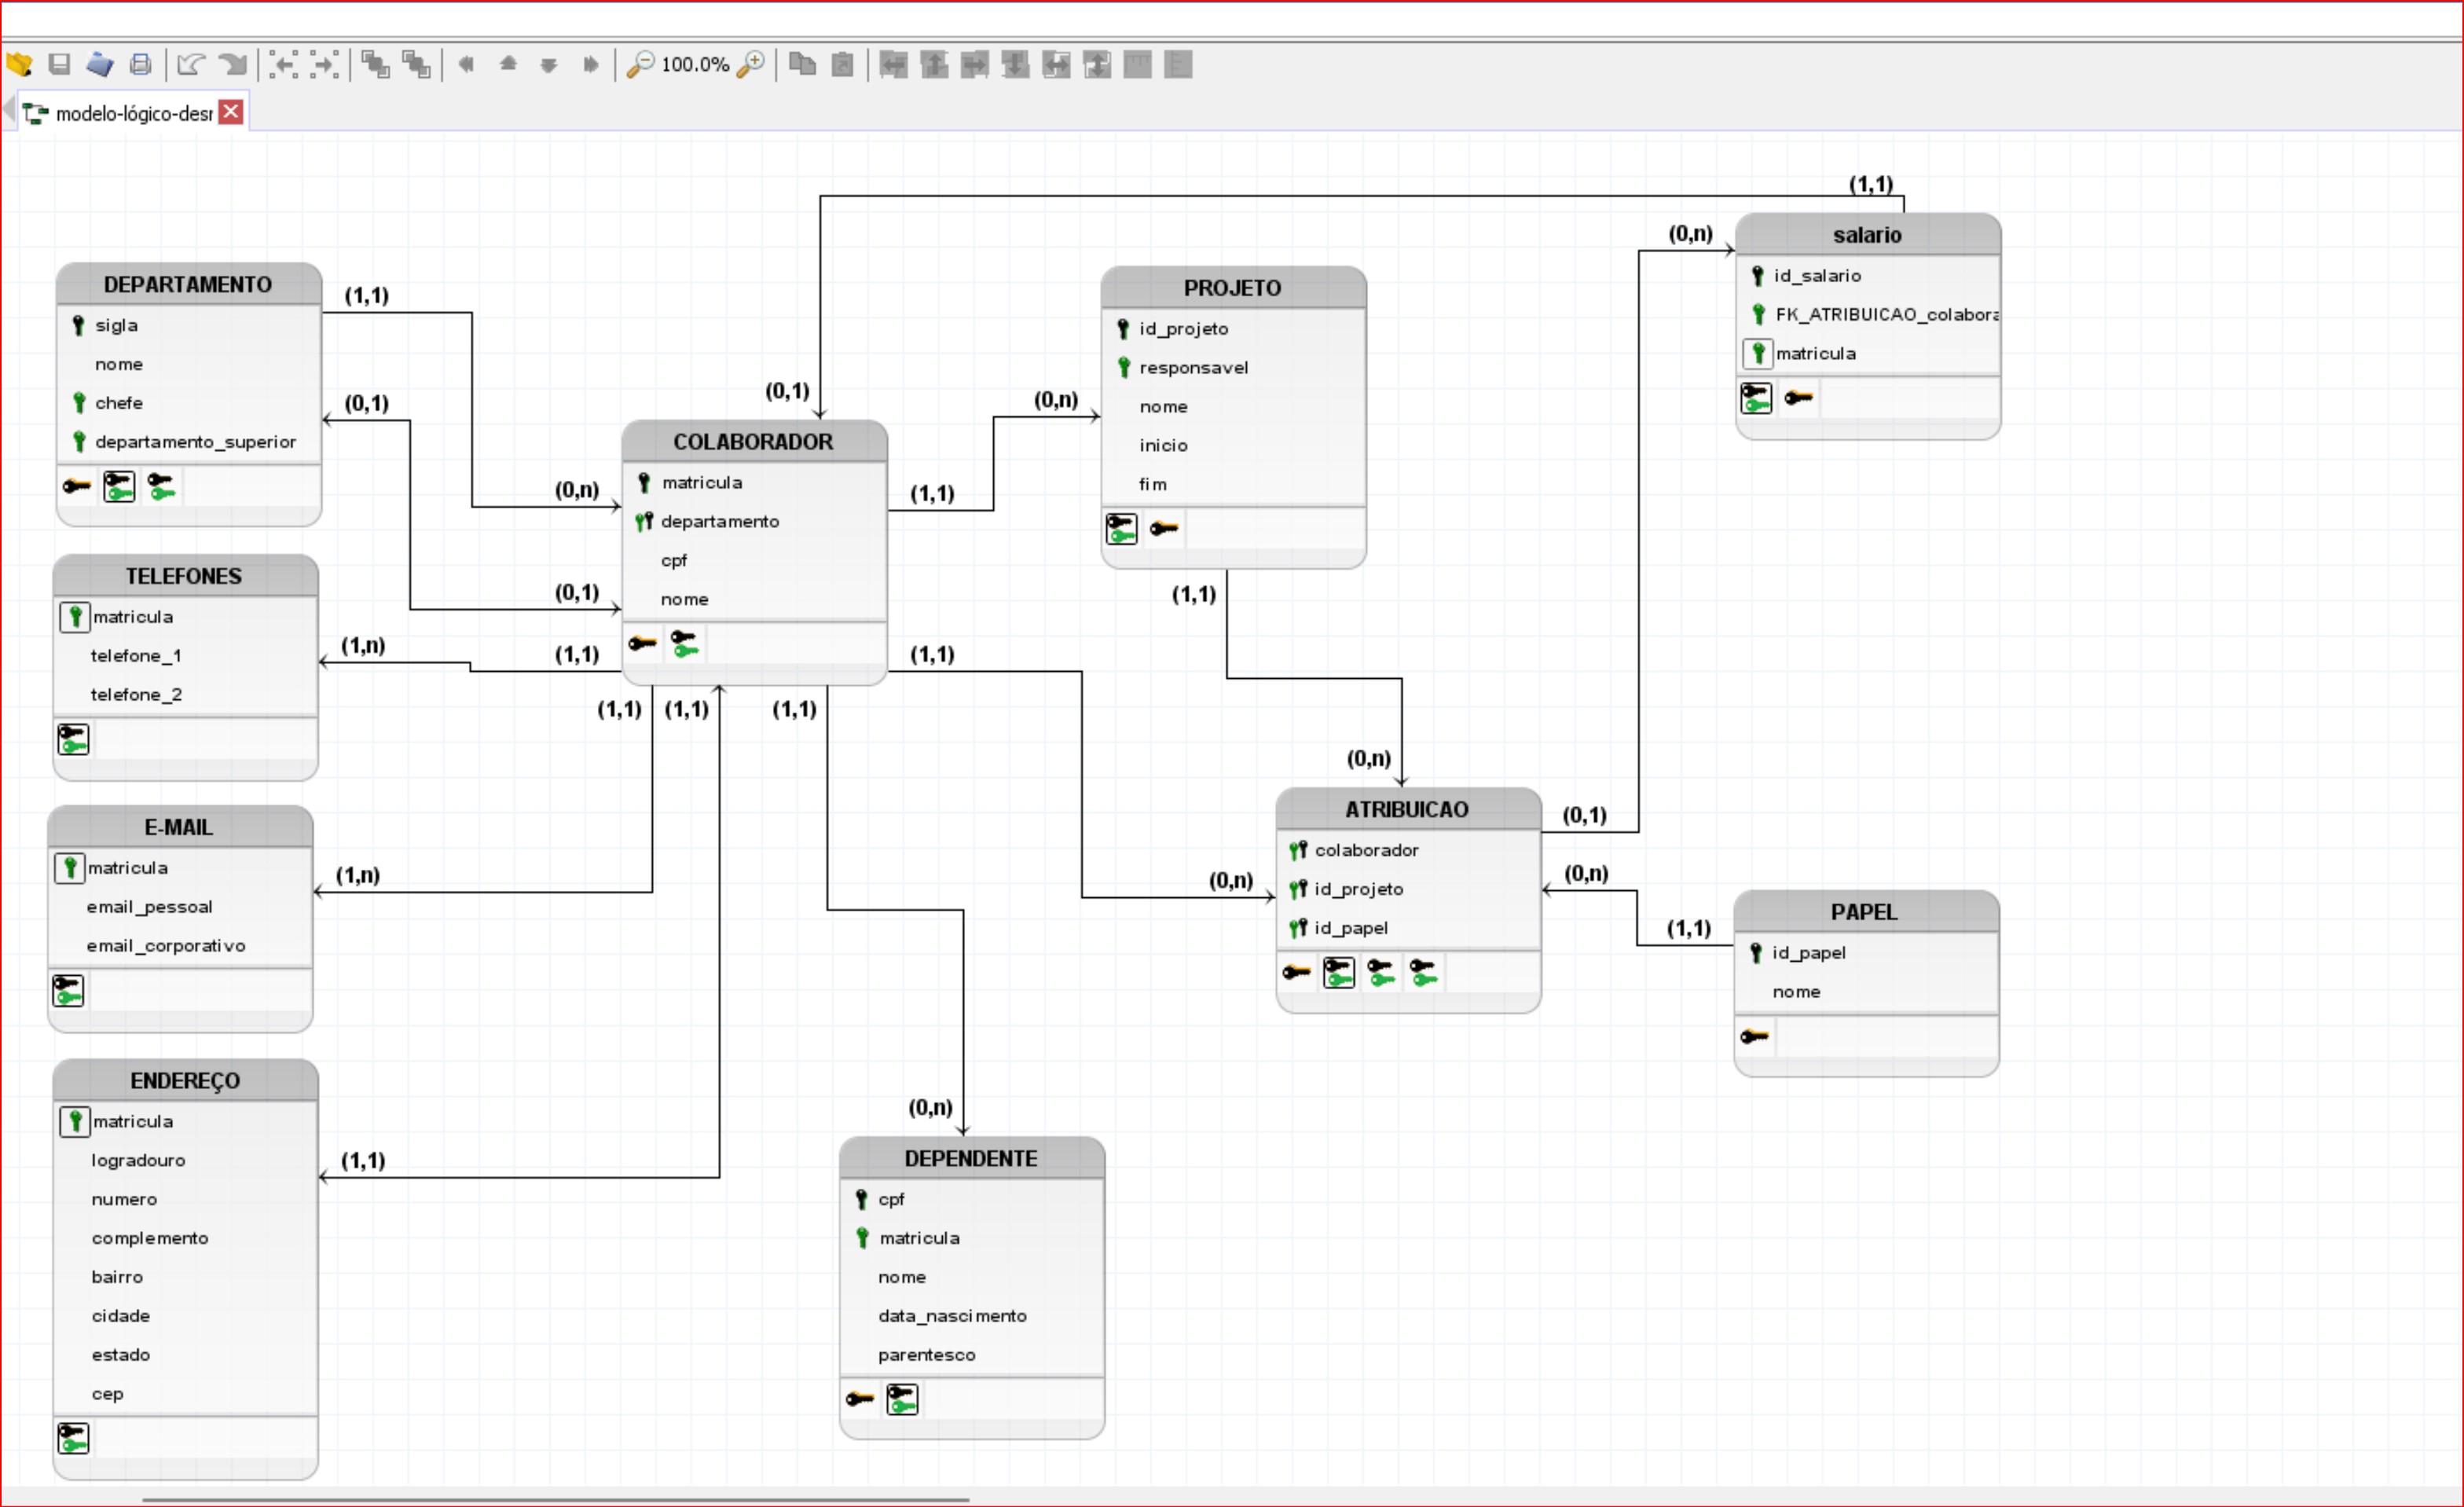 100.0%
modelo-lógico-desr
(1,1)
(0,n)
salario
id_salario
FK_ATRIBUICAO_colabora
matricula
DEPARTAMENTO
sigla
nome
chefe
departamento_superior
(1,1)
(0,1)
(0,n)
(0,1)
(0,1)
COLABORADOR
matricula
departamento
cpf
nome
(1,1)
(0,n)
PROJETO
id_projeto
responsavel
nome
inicio
fim
(1,1)
TELEFONES
matricula
telefone_1
telefone_2
(1,n)
(1,1)
(1,1)
(1,1)
(1,1)
(1,1)
(0,n)
(0,n)
ATRIBUICAO
colaborador
id_projeto
id_papel
(0,1)
(0,n)
(1,1)
PAPEL
id_papel
nome
E-MAIL
matricula
email_pessoal
email_corporativo
(1,n)
ENDEREÇO
matricula
logradouro
numero
complemento
bairro
cidade
estado
cep
(1,1)
(0,n)
DEPENDENTE
cpf
matricula
nome
data_nascimento
parentesco